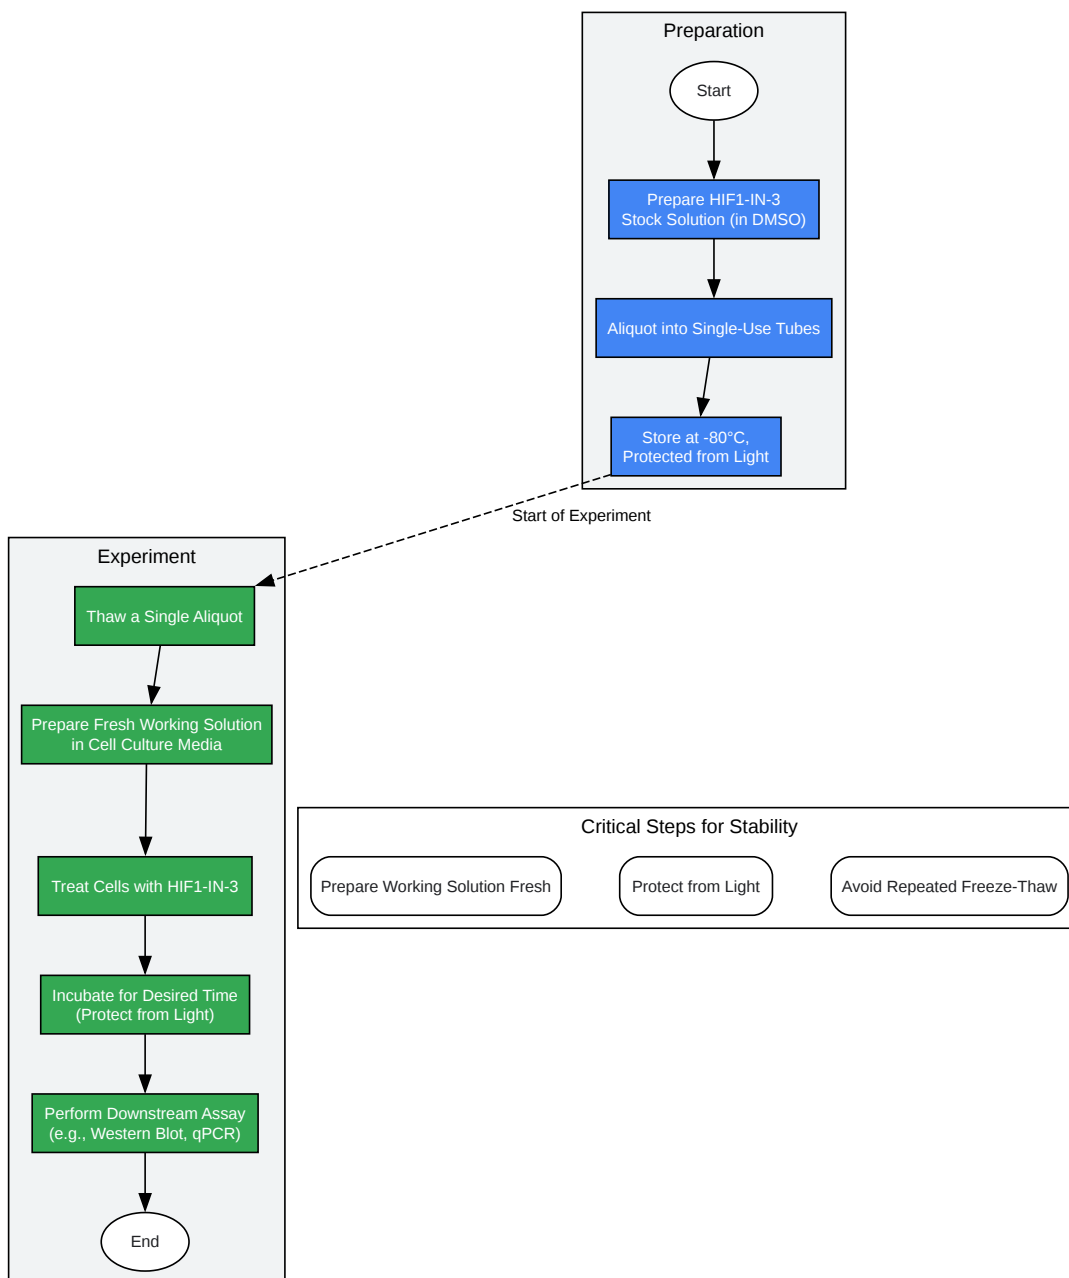 Preparation
Start
Prepare HIF1-IN-3
Stock Solution (in DMSO)
Aliquot into Single-Use Tubes
Store at -80°C,
Protected from Light
Start of Experiment
Experiment
Thaw a Single Aliquot
Prepare Fresh Working Solution
in Cell Culture Media
Critical Steps for Stability
Prepare Working Solution Fresh
Protect from Light
Avoid Repeated Freeze-Thaw
Treat Cells with HIF1-IN-3
Incubate for Desired Time
(Protect from Light)
Perform Downstream Assay
(e.g., Western Blot, qPCR)
End